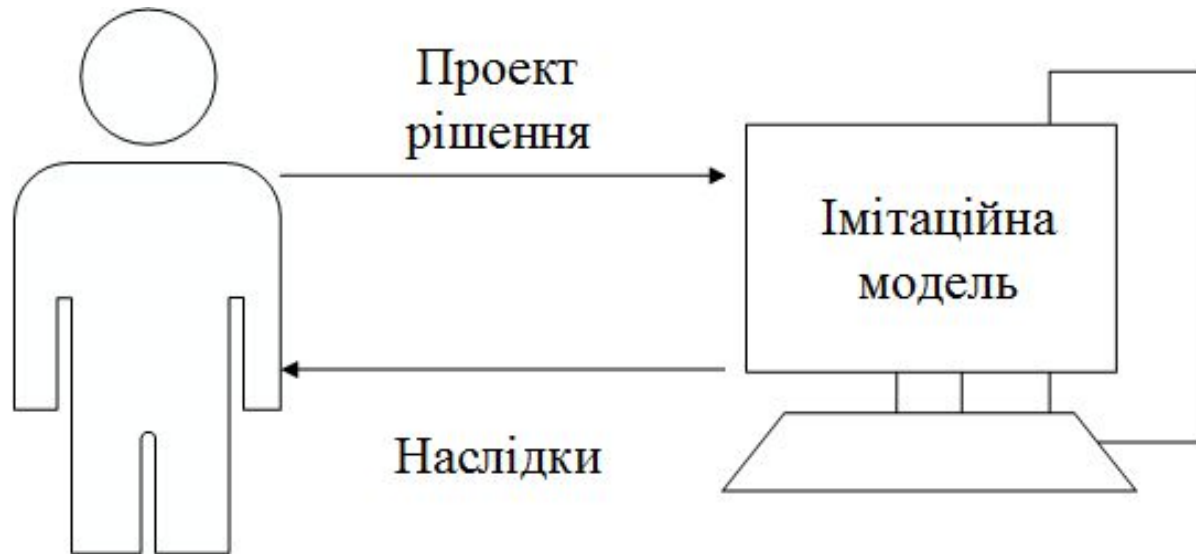 Проект
рішення
Імітаційна
модель
Наслідки